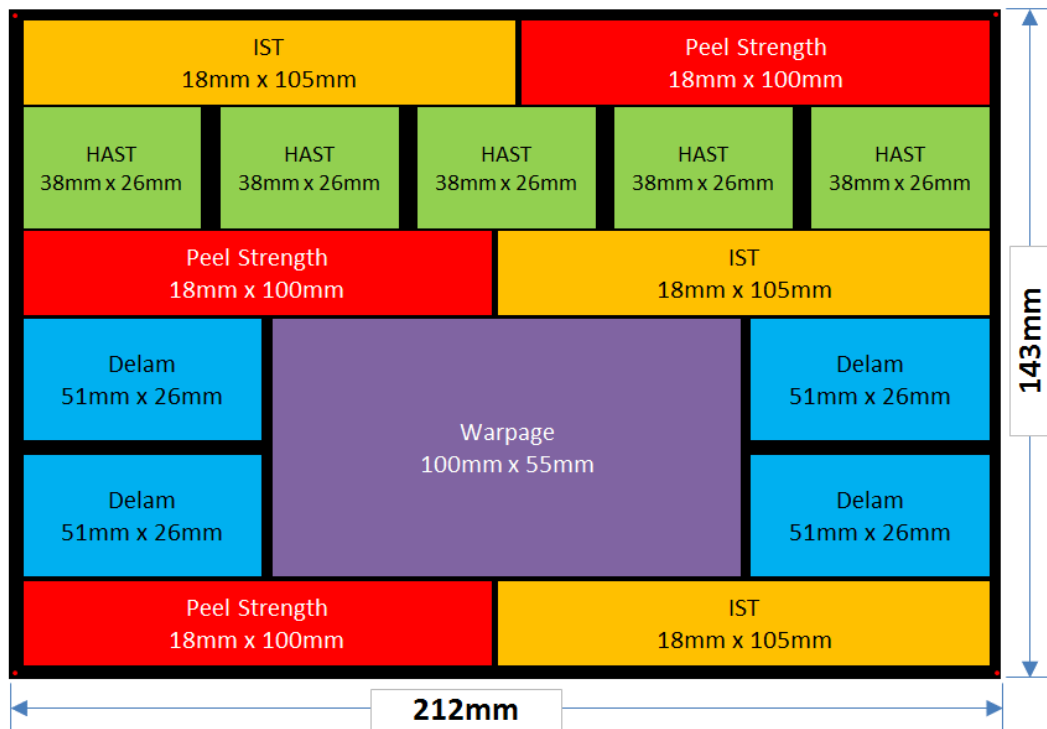 IST
18mm x 105mm
Peel Strength
18mm x 100mm
HAST
38mm x 26mm
HAST
38mm x 26mm
HAST
38mm x 26mm
HAST
38mm x 26mm
HAST
38mm x 26mm
Peel Strength
18mm x 100mm
IST
18mm x 105mm
Delam
51mm x 26mm
Warpage
100mm x 55mm
Delam
51mm x 26mm
Delam
51mm x 26mm
Delam
51mm x 26mm
Peel Strength
18mm x 100mm
IST
18mm x 105mm
143mm
212mm